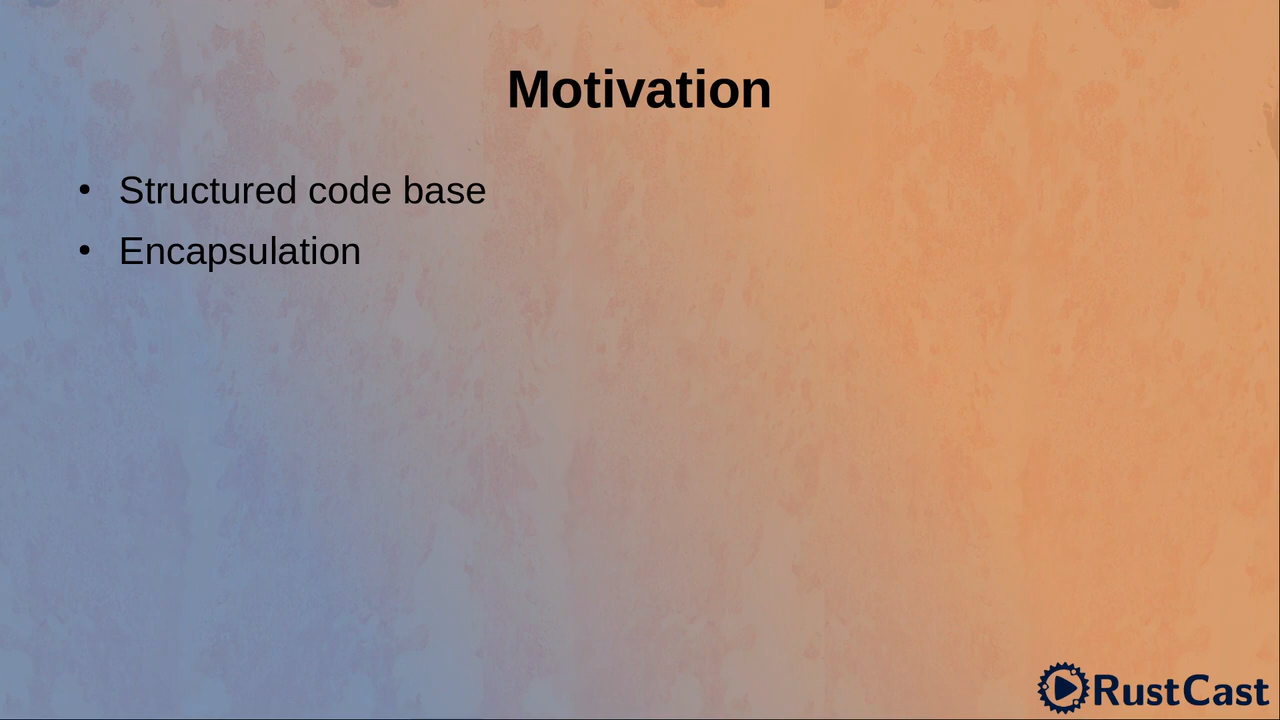 Motivation
• Structured code base
• Encapsulation
RustCast